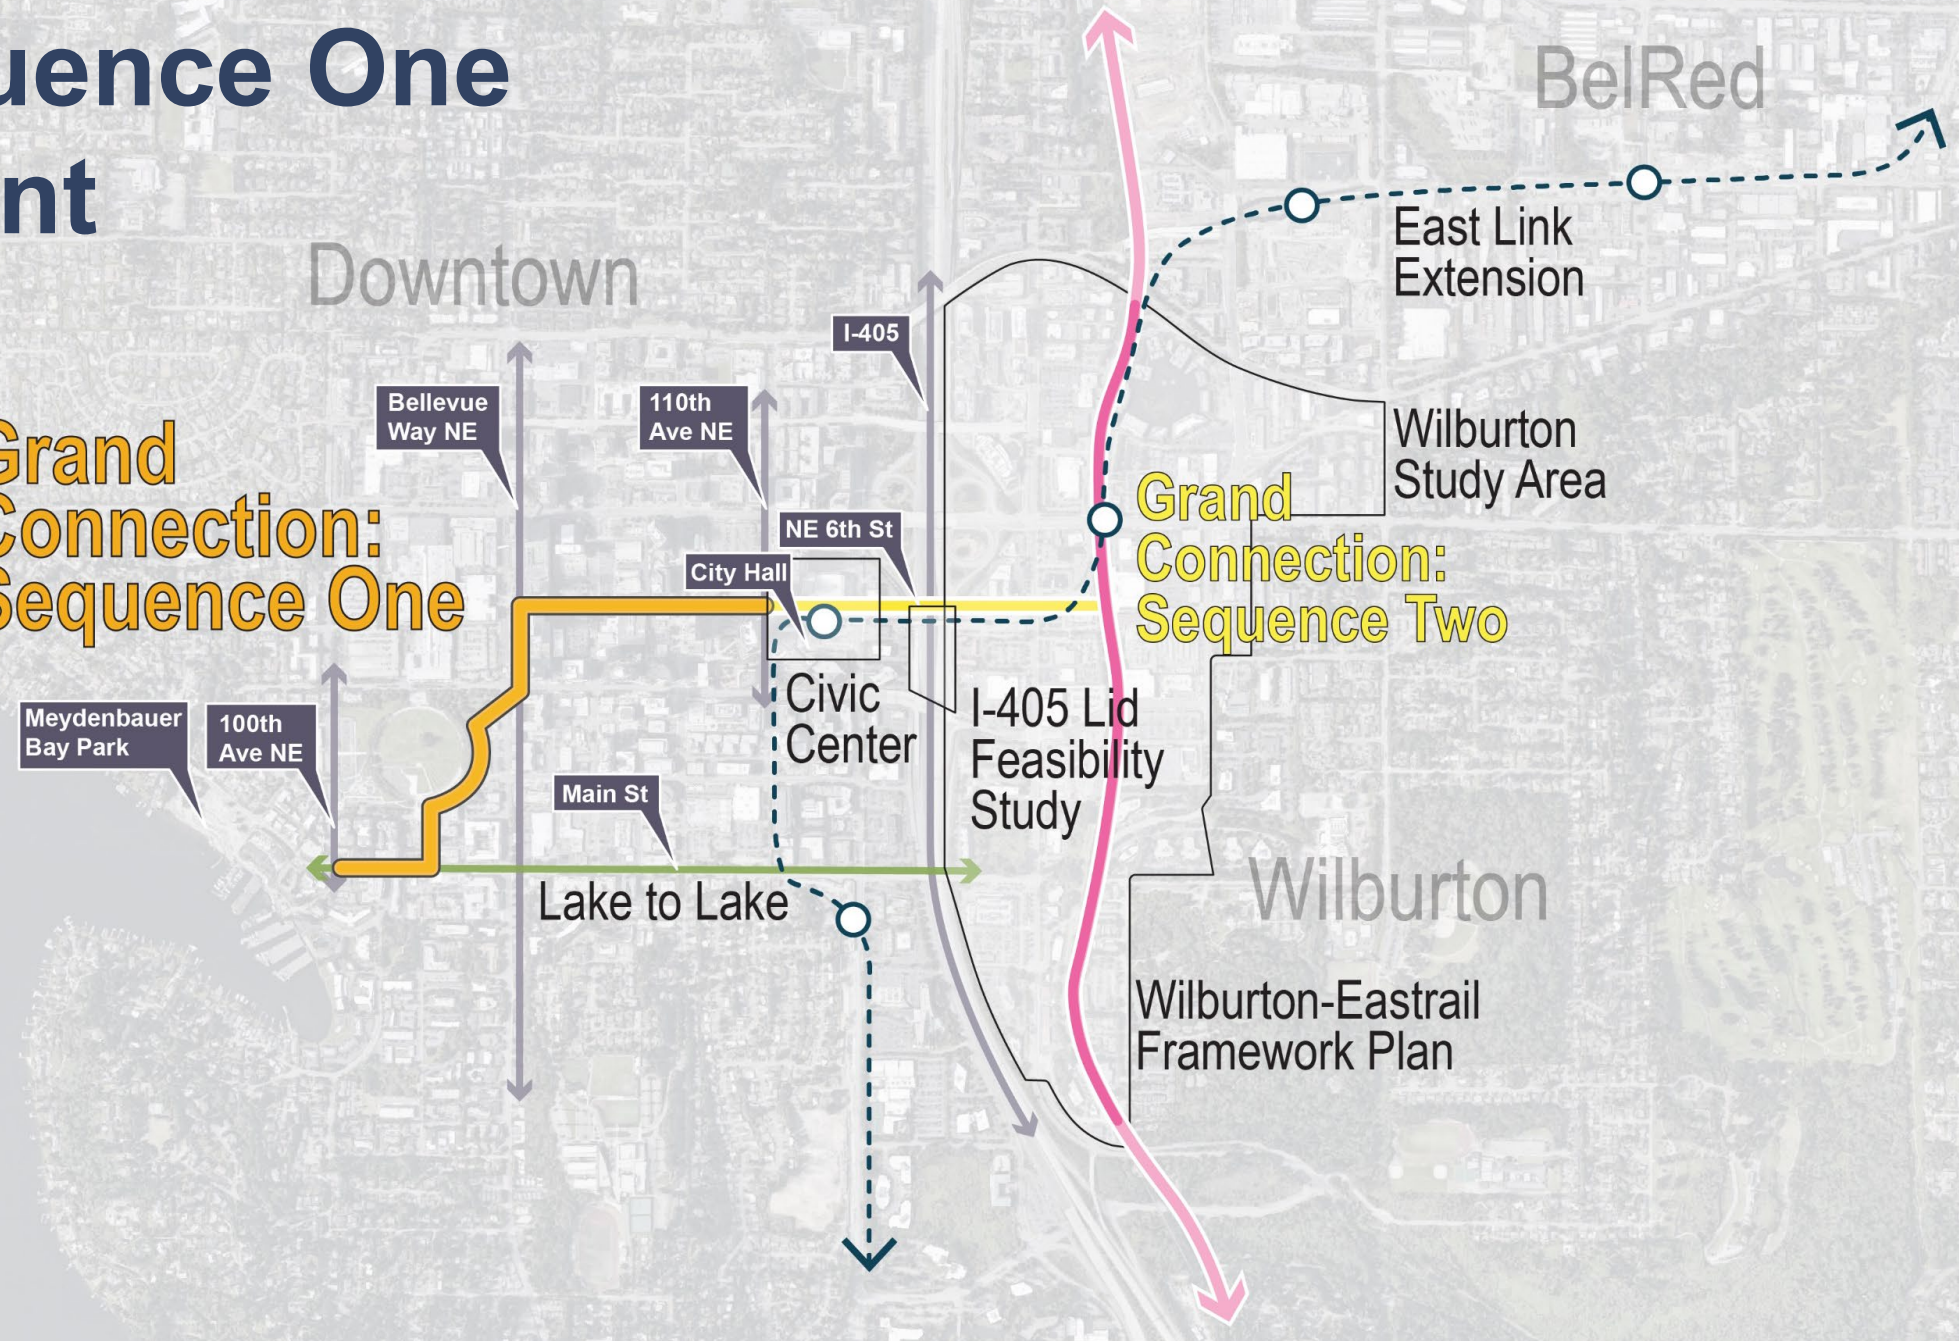 uence One
nt
BelRed
East Link
Extension
Downtown
I-405
Bellevue
Way NE
110th
Ave NE
Wilburton
Study Area
Grand
Connection:
Sequence One
NE 6th St
City Hall
Grand
Connection:
Sequence Two
Civic
Center
I-405 Lid
Feasibility
Study
Meydenbauer
Bay Park
100th
Ave NE
Main St
Lake to Lake
Wilburton
Wilburton-Eastrail
Framework Plan